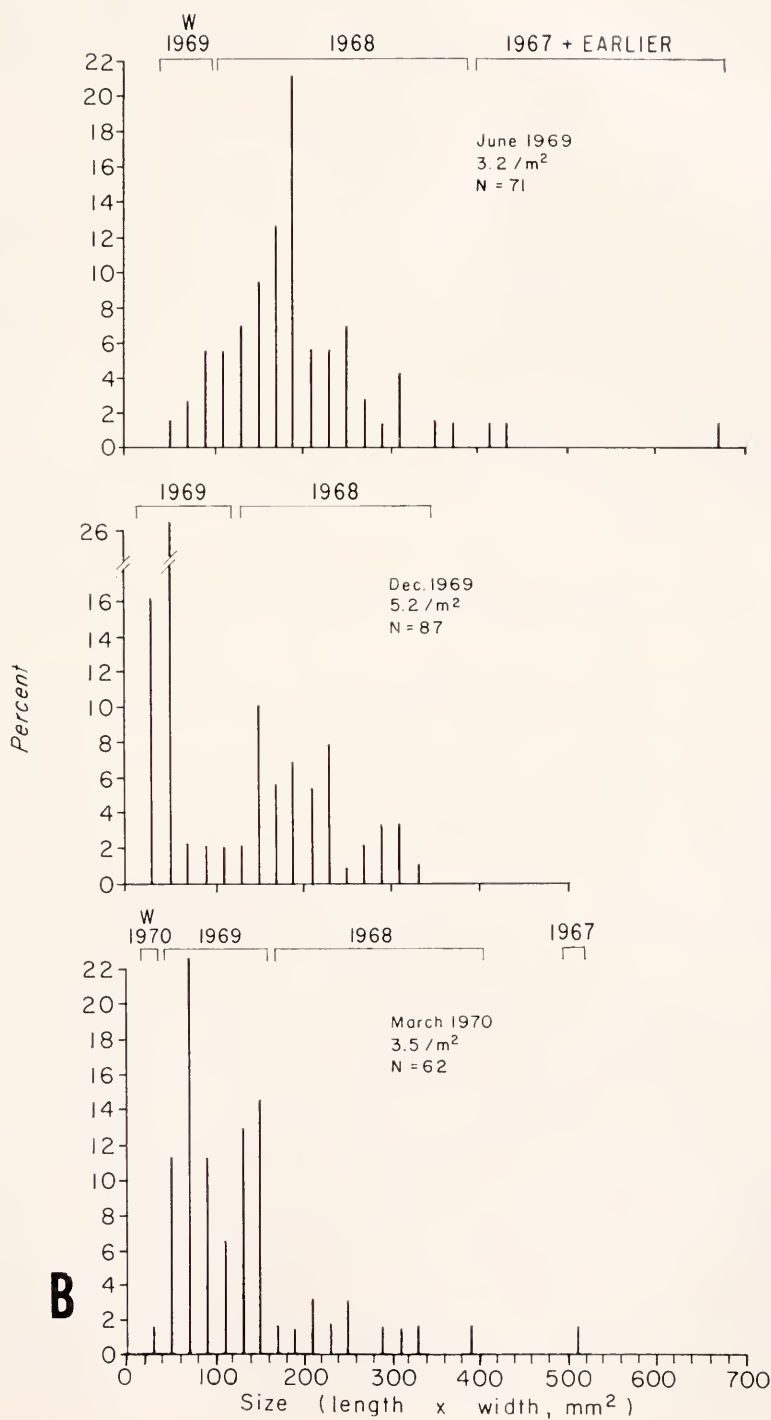 W
1969 1968 1967 + EARLIER
22
20
18
16
14
12
10
8
6
4
2
0
June 1969
3.2 /m²
N = 71
1969 1968
26
16
14
12
10
8
6
4
2
0
Dec. 1969
5.2 /m²
N = 87
Percent
W
1970 1969 1968 1967
22
20
18
16
14
12
10
8
6
4
2
0
March 1970
3.5 /m²
N = 62
B
0 100 200 300 400 500 600 700
Size (length x width, mm²)